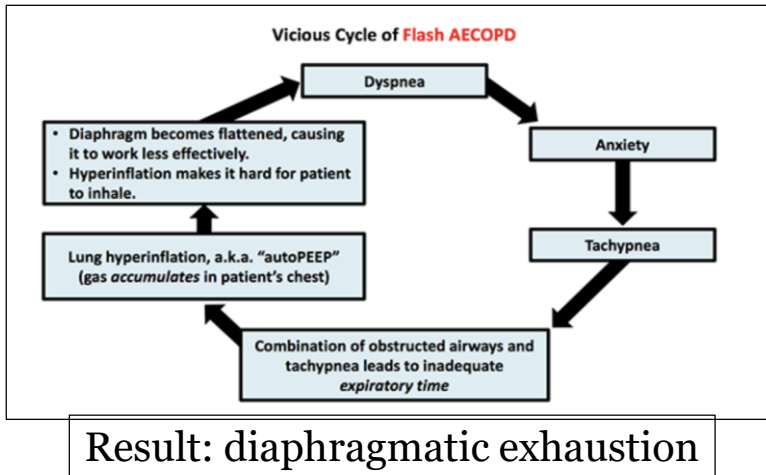 Vicious Cycle of Flash AECOPD
Dyspnea
Anxiety
Tachypnea
Combination of obstructed airways and
tachypnea leads to inadequate
expiratory time
Lung hyperinflation, a.k.a. “autoPEEP”
(gas accumulates in patient’s chest)
• Diaphragm becomes flattened, causing
it to work less effectively.
• Hyperinflation makes it hard for patient
to inhale.
Result: diaphragmatic exhaustion